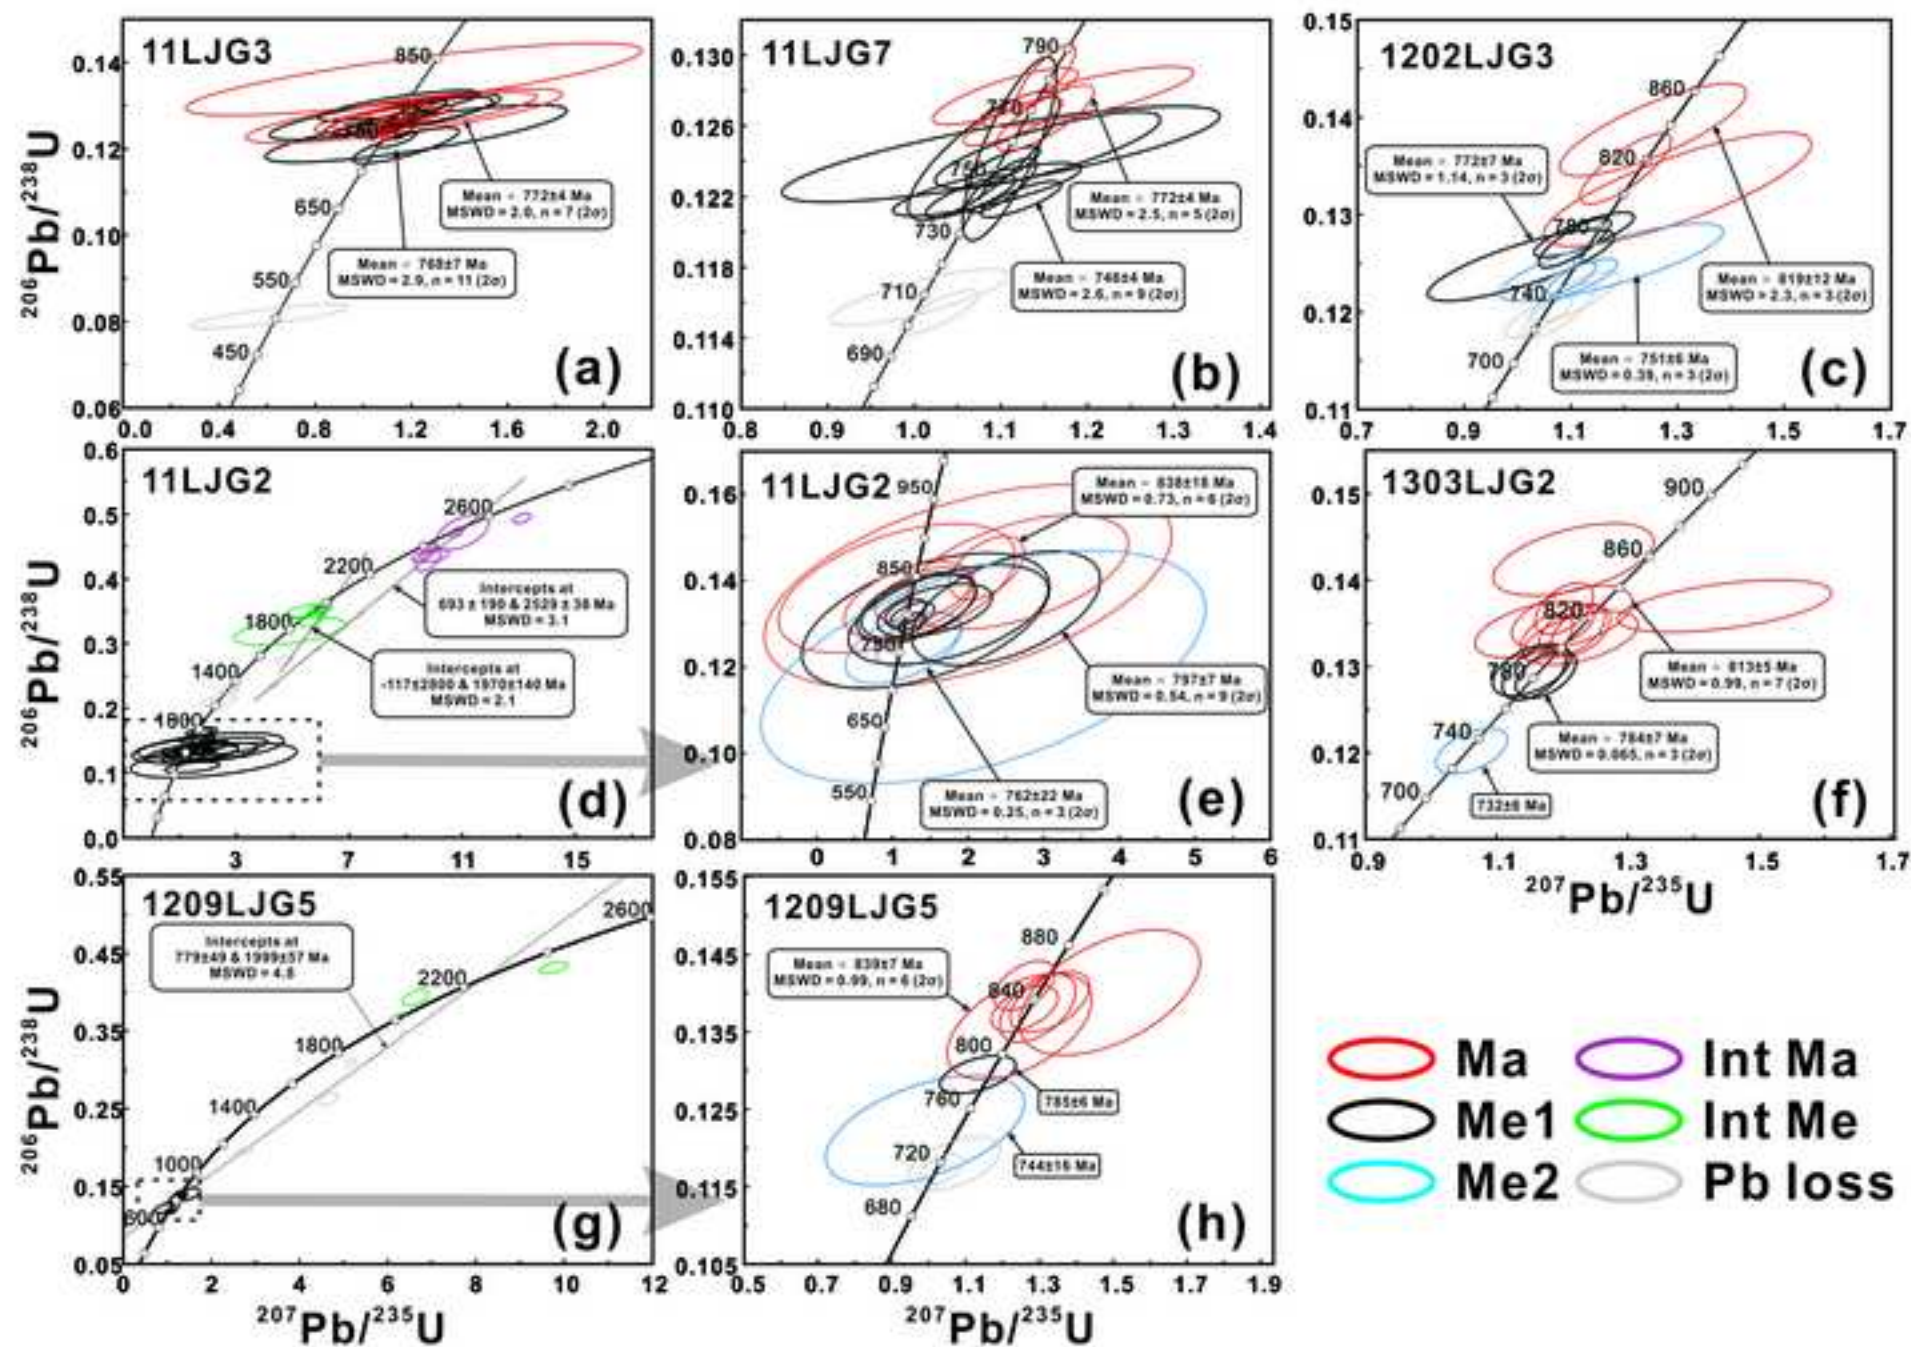 11LJG3
850
750
650
550
450
Mean = 772±4 Ma
MSWD = 2.0, n = 7 (2σ)
Mean = 768±7 Ma
MSWD = 2.9, n = 11 (2σ)
(a)
0.14
0.12
0.10
0.08
0.06
0.0 0.4 0.8 1.2 1.6 2.0
206Pb/238U
11LJG7
790
770
750
730
710
690
Mean = 772±4 Ma
MSWD = 2.5, n = 5 (2σ)
Mean = 748±4 Ma
MSWD = 2.6, n = 9 (2σ)
(b)
0.130
0.126
0.122
0.118
0.114
0.110
0.8 0.9 1.0 1.1 1.2 1.3 1.4
1202LJG3
860
820
780
740
700
Mean = 772±7 Ma
MSWD = 1.14, n = 3 (2σ)
Mean = 819±12 Ma
MSWD = 2.3, n = 3 (2σ)
Mean = 751±6 Ma
MSWD = 0.39, n = 3 (2σ)
(c)
0.15
0.14
0.13
0.12
0.11
0.7 0.9 1.1 1.3 1.5 1.7
11LJG2
2600
2200
1800
1400
1800
Intercepts at
693 ± 190 & 2529 ± 38 Ma
MSWD = 3.1
Intercepts at
-117±2800 & 1970±140 Ma
MSWD = 2.1
(d)
0.6
0.5
0.4
0.3
0.2
0.1
0.0
3 7 11 15
206Pb/238U
11LJG2
950
850
750
650
550
Mean = 838±18 Ma
MSWD = 0.73, n = 6 (2σ)
Mean = 797±7 Ma
MSWD = 0.54, n = 9 (2σ)
Mean = 762±22 Ma
MSWD = 0.25, n = 3 (2σ)
(e)
0.16
0.14
0.12
0.10
0.08
0 1 2 3 4 5 6
1303LJG2
900
860
820
780
740
700
Mean = 813±5 Ma
MSWD = 0.99, n = 7 (2σ)
Mean = 784±7 Ma
MSWD = 0.065, n = 3 (2σ)
732±6 Ma
(f)
0.15
0.14
0.13
0.12
0.11
0.9 1.1 1.3 1.5 1.7
207Pb/235U
1209LJG5
2600
2200
1800
1400
1000
600
Intercepts at
779±49 & 1999±57 Ma
MSWD = 4.8
(g)
0.55
0.45
0.35
0.25
0.15
0.05
0 2 4 6 8 10 12
206Pb/238U
207Pb/235U
1209LJG5
880
840
800
760
720
680
Mean = 839±7 Ma
MSWD = 0.99, n = 6 (2σ)
785±6 Ma
744±16 Ma
(h)
0.155
0.145
0.135
0.125
0.115
0.105
0.5 0.7 0.9 1.1 1.3 1.5 1.7 1.9
207Pb/235U
Ma
Int Ma
Me1
Int Me
Me2
Pb loss